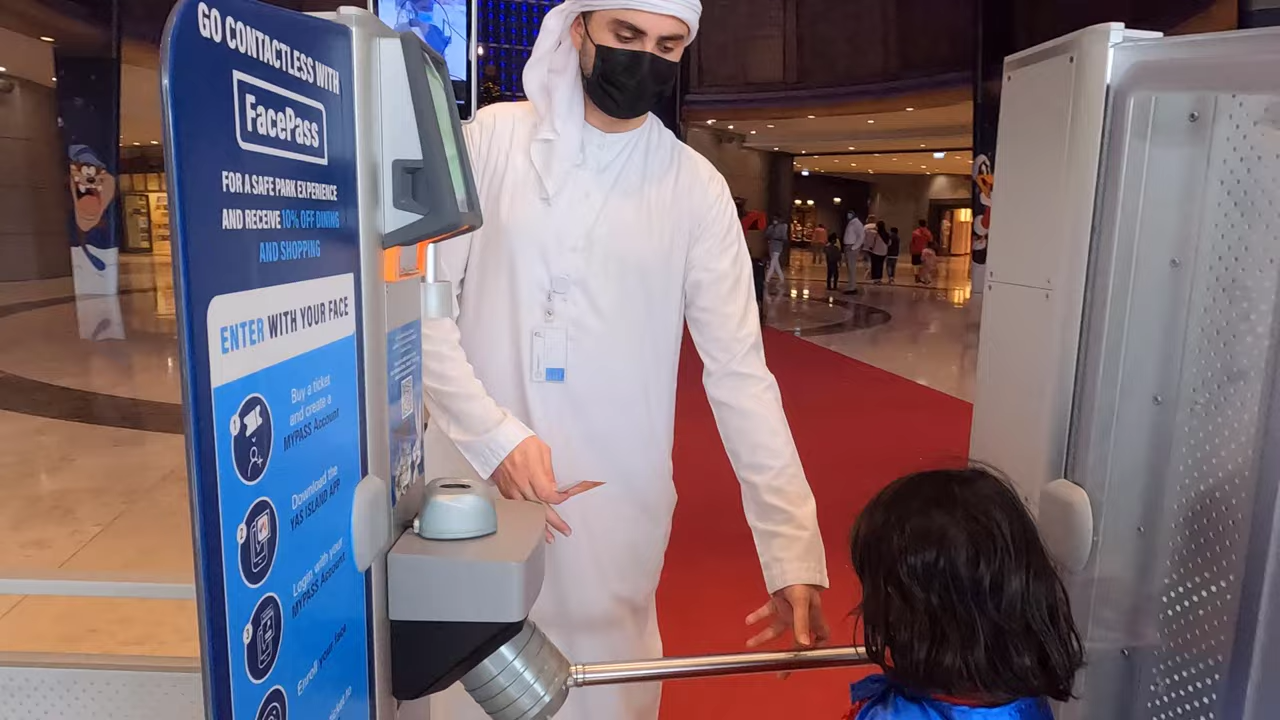 GO CONTACTLESS WITH
FacePass
FOR A SAFE PARK EXPERIENCE
AND RECEIVE 10% OFF DINING
AND SHOPPING
ENTER WITH YOUR FACE
1
Buy a ticket
and create a
MYPASS Account
2
Download the
YAS ISLAND APP
3
Login with your
MYPASS Account
Enroll your face
ticket to